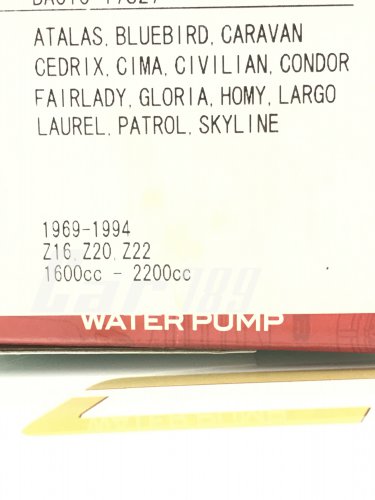 ATALAS, BLUEBIRD, CARAVAN
CEDRIX, CIMA, CIVILIAN, CONDOR
FAIRLADY, GLORIA, HOMY, LARGO
LAUREL, PATROL, SKYLINE
1969-1994
Z16, Z20, Z22
1600cc - 2200cc
WATER PUMP